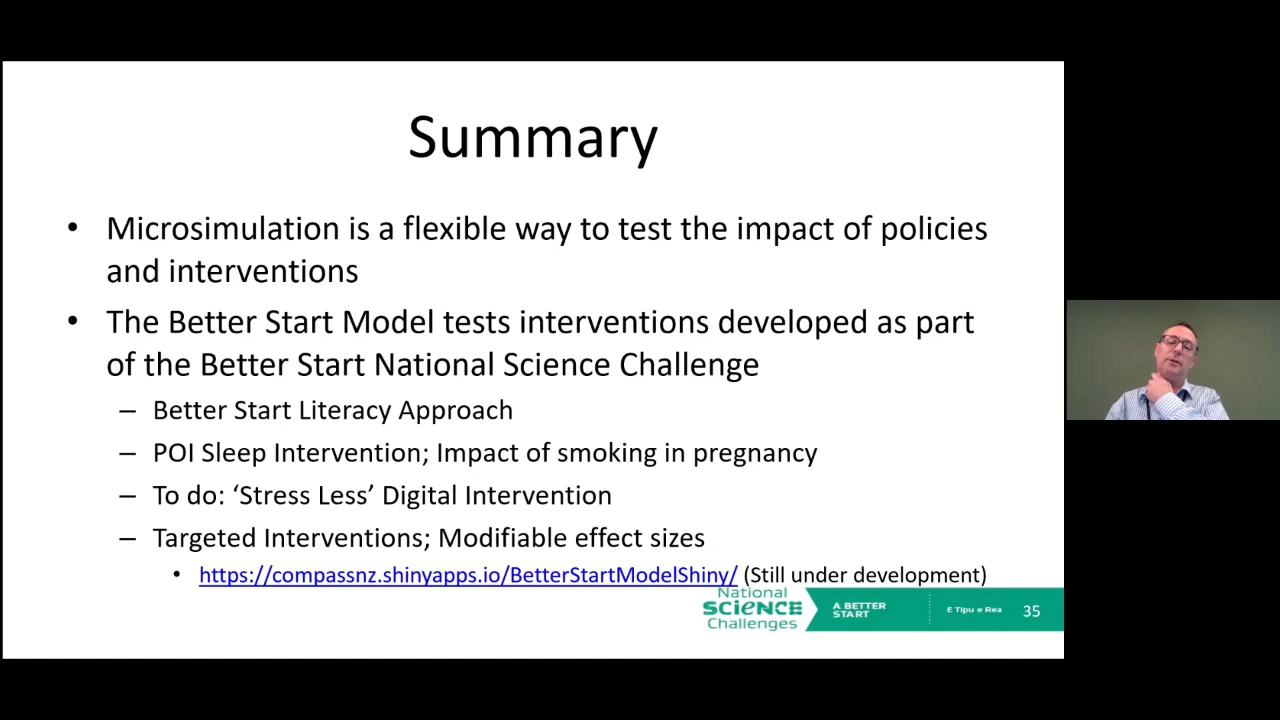 Summary
• Microsimulation is a flexible way to test the impact of policies
and interventions
• The Better Start Model tests interventions developed as part
of the Better Start National Science Challenge
– Better Start Literacy Approach
– POI Sleep Intervention; Impact of smoking in pregnancy
– To do: ‘Stress Less’ Digital Intervention
– Targeted Interventions; Modifiable effect sizes
• https://compassnz.shinyapps.io/BetterStartModelShiny/ (Still under development)
National
SCIENCE
Challenges
A BETTER
START
E Tipu e Rea
35